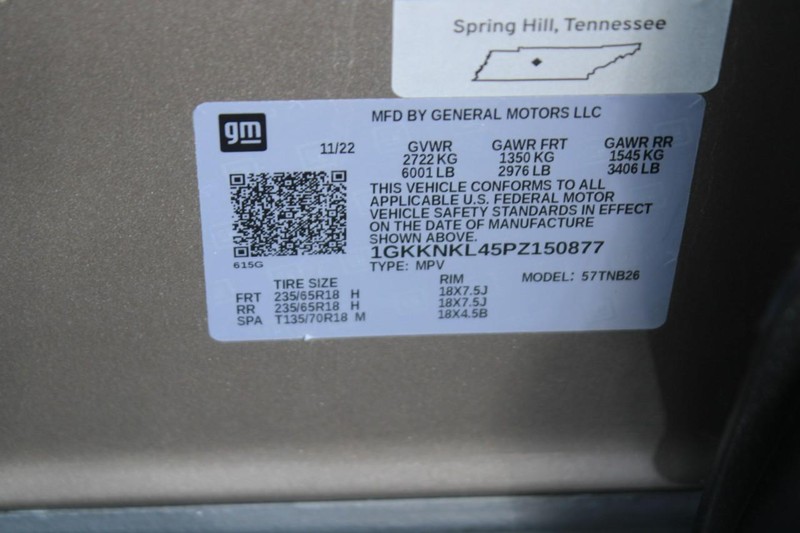 Spring Hill, Tennessee
MFD BY GENERAL MOTORS LLC
gm
11/22 GVWR GAWR FRT GAWR RR
2722 KG 1350 KG 1545 KG
6001 LB 2976 LB 3406 LB
THIS VEHICLE CONFORMS TO ALL
APPLICABLE U.S. FEDERAL MOTOR
VEHICLE SAFETY STANDARDS IN EFFECT
ON THE DATE OF MANUFACTURE
SHOWN ABOVE.
1GKKNKL45PZ150877
615G TYPE: MPV
TIRE SIZE RIM MODEL: 57TNB26
FRT 235/65R18 H 18X7.5J
RR 235/65R18 H 18X7.5J
SPA T135/70R18 M 18X4.5B